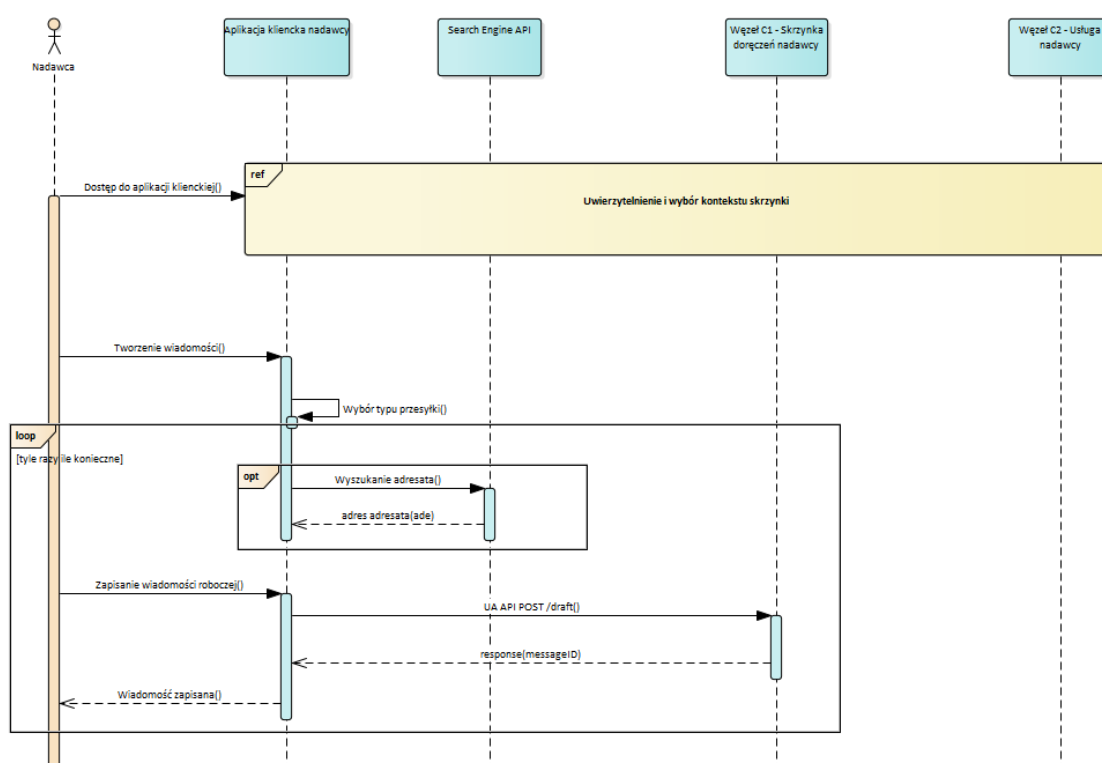 Nadawca
Aplikacja kliencka nadawcy
Search Engine API
Węzeł C1 - Skrzynka
doręczeń nadawcy
Węzeł C2 - Usługa
nadawcy
ref
Uwierzytelnienie i wybór kontekstu skrzynki
Dostęp do aplikacji klienckiej()
Tworzenie wiadomości()
Wybór typu przesyłki()
loop
[tyle razy ile konieczne]
opt
Wyszukanie adresata()
adres adresata(ade)
Zapisanie wiadomości roboczej()
UA API POST /draft()
response(messageID)
Wiadomość zapisana()